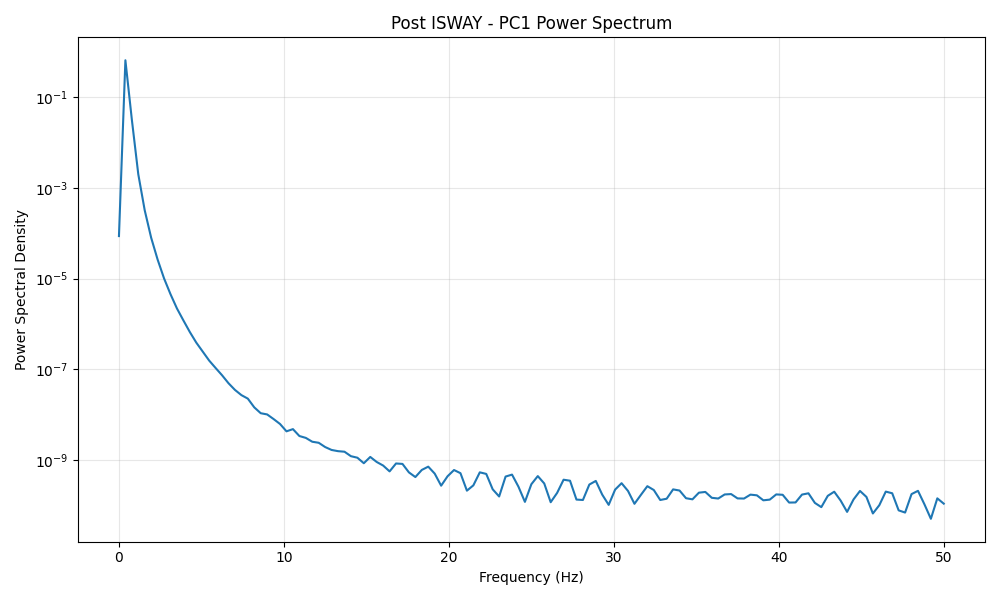 Post ISWAY - PC1 Power Spectrum
Power Spectral Density
10⁻¹
10⁻³
10⁻⁵
10⁻⁷
10⁻⁹
0 10 20 30 40 50
Frequency (Hz)